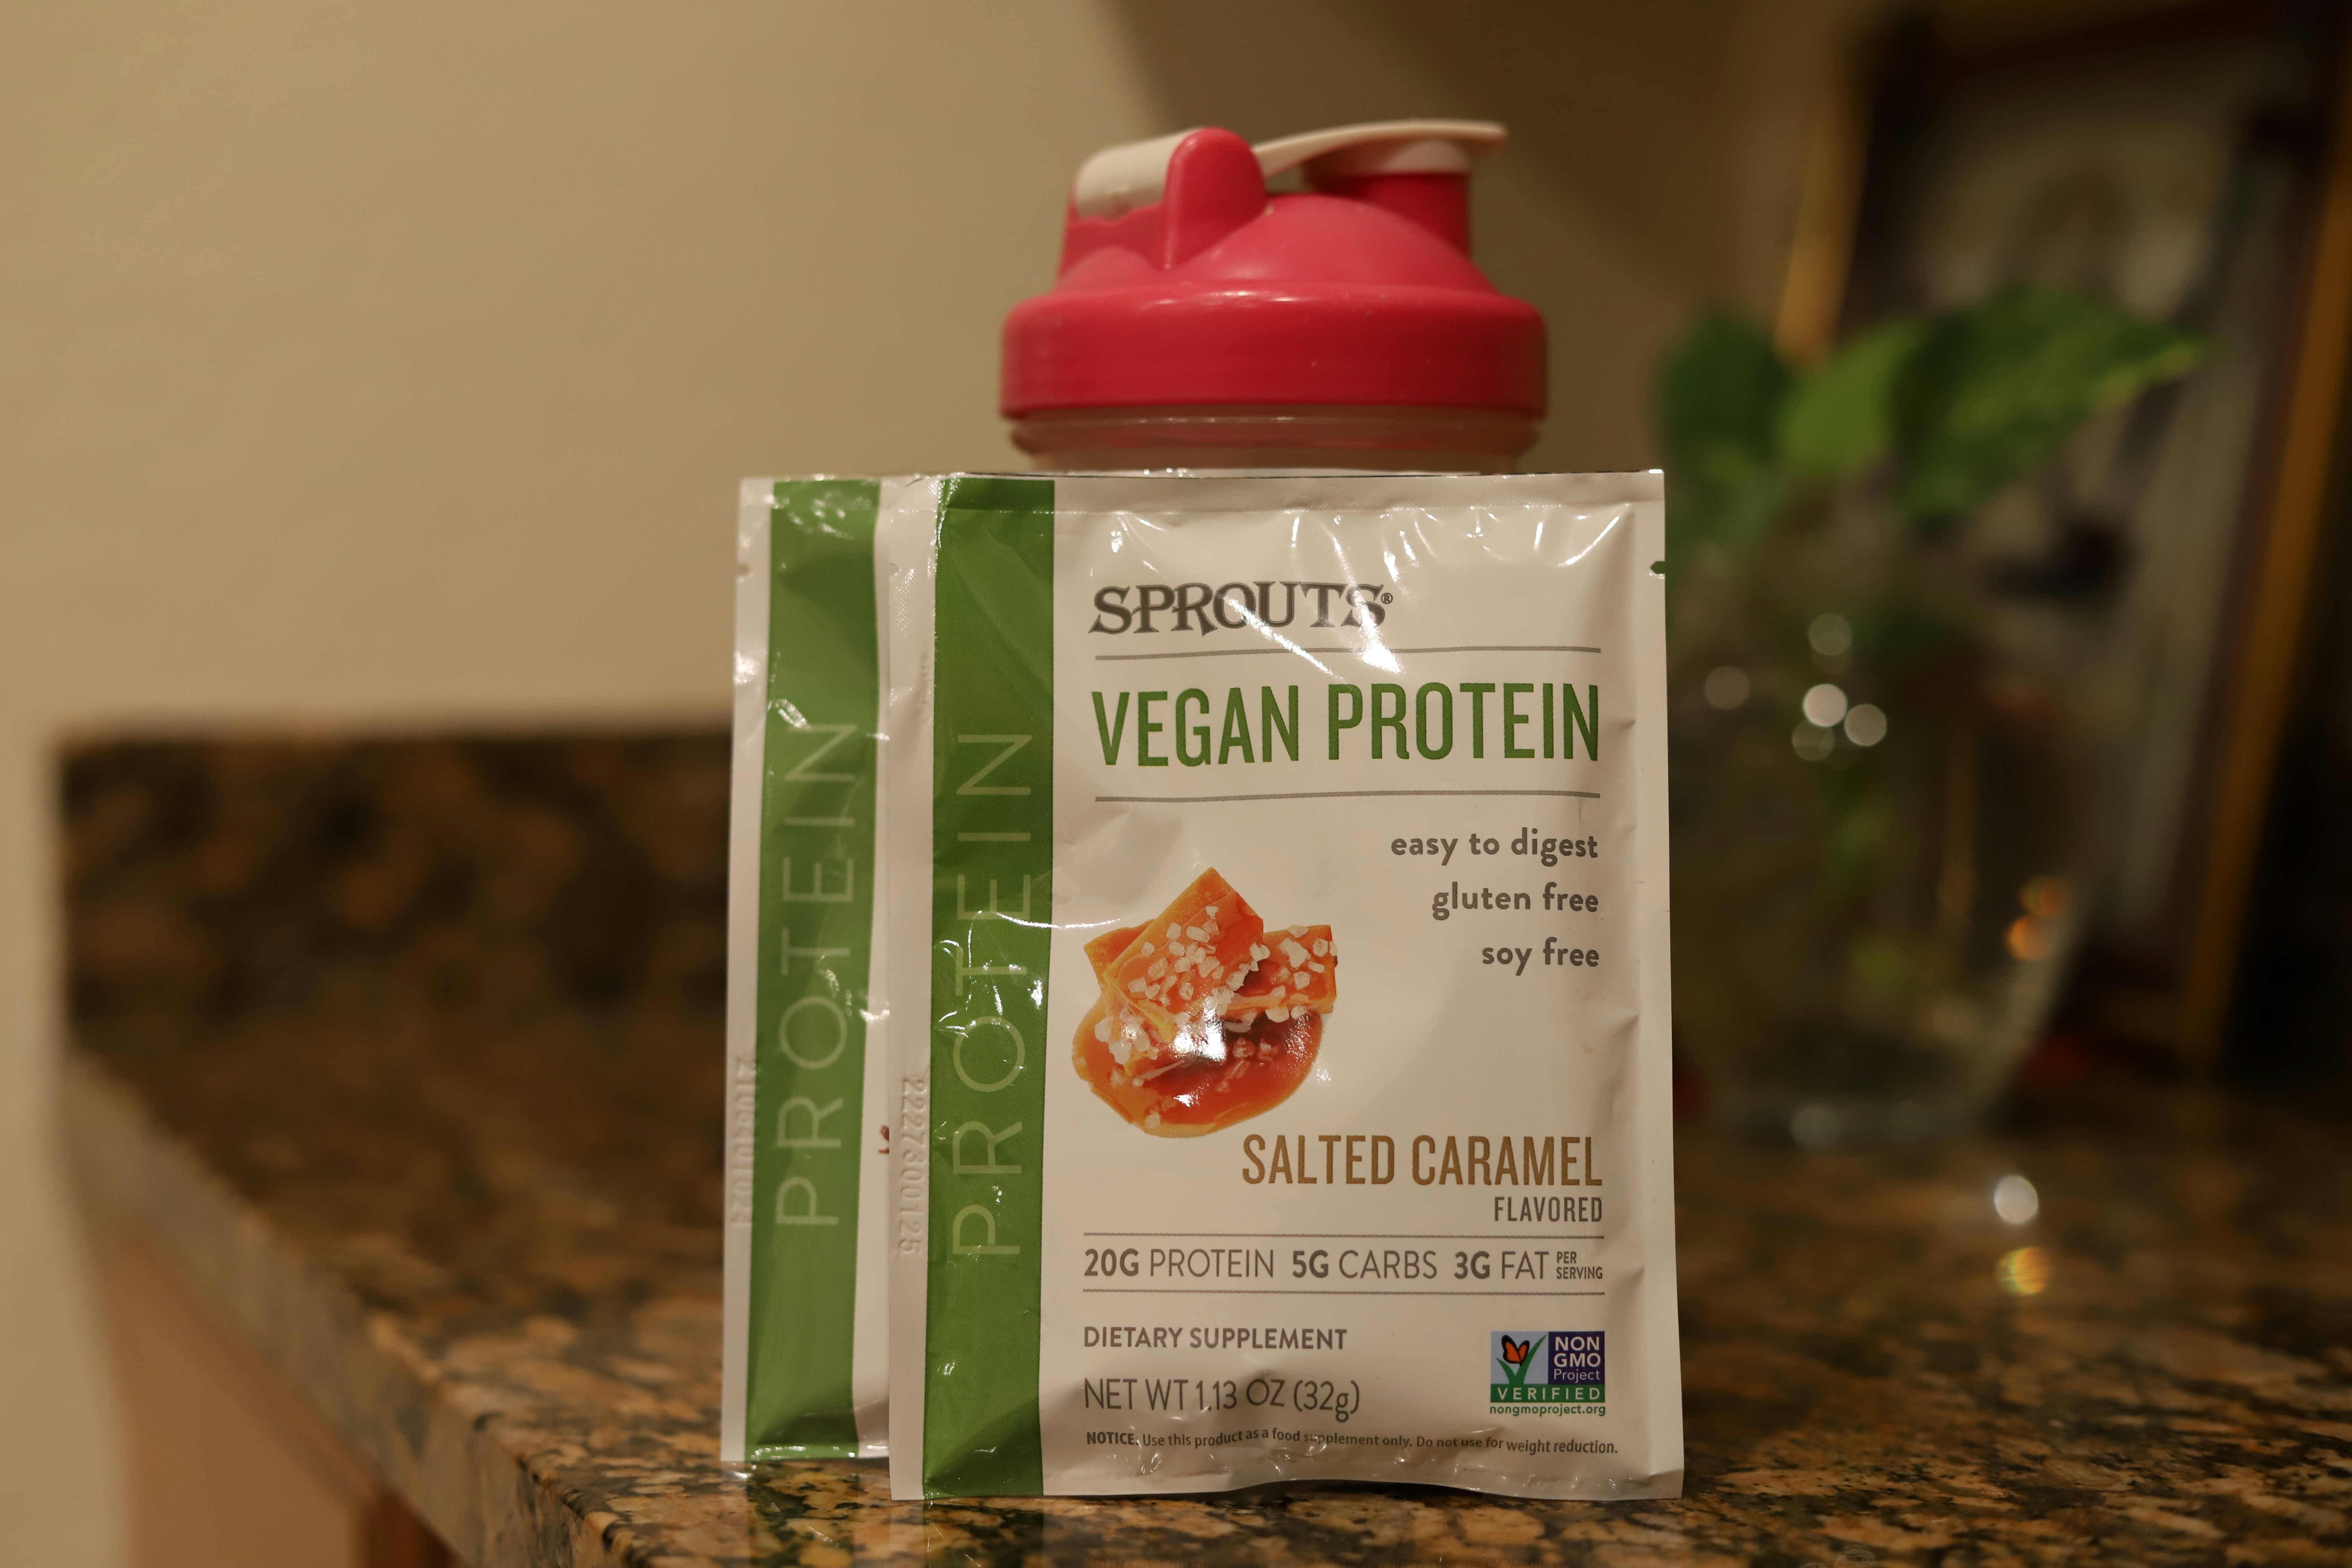 SPROUTS®
VEGAN PROTEIN
easy to digest
gluten free
soy free
SALTED CARAMEL
FLAVORED
20G PROTEIN 5G CARBS 3G FAT PER SERVING
DIETARY SUPPLEMENT
NET WT 1.13 OZ (32g)
NOTICE: Use this product as a food supplement only. Do not use for weight reduction.
NON
GMO
Project
VERIFIED
nongmoproject.org
PROTEIN
PROTEIN
2227300125